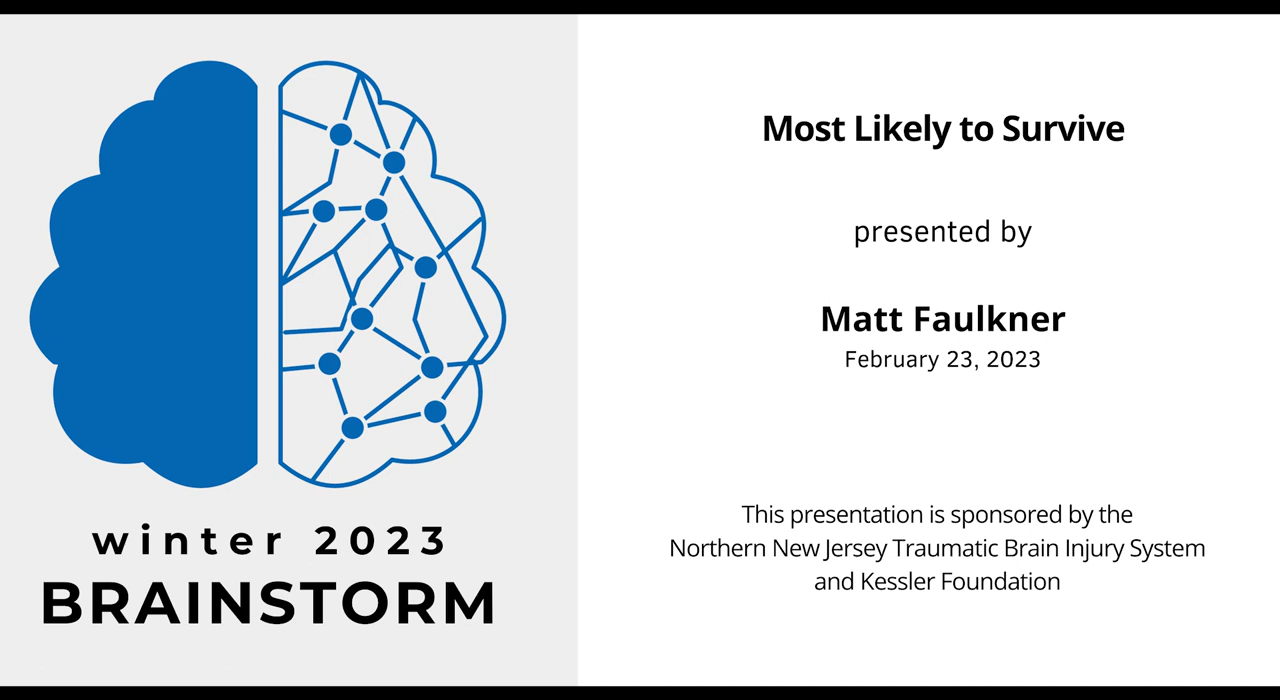 winter 2023
BRAINSTORM
Most Likely to Survive
presented by
Matt Faulkner
February 23, 2023
This presentation is sponsored by the
Northern New Jersey Traumatic Brain Injury System
and Kessler Foundation